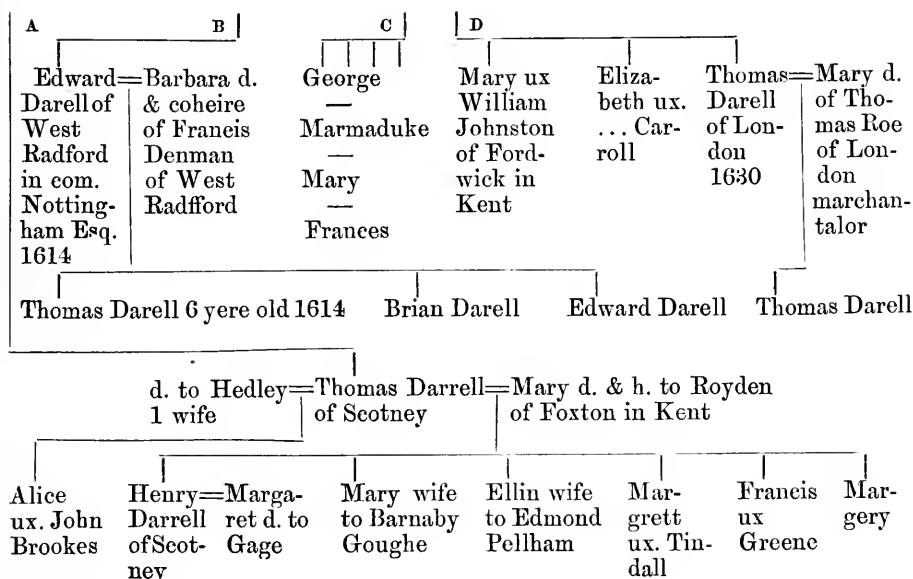 A
B
C
D
Edward=Barbara d.
Darell of
West
Radford
in com.
Notting-
ham Esq.
1614
& coheire
of Francis
Denman
of West
Radfford
George
—
Marmaduke
—
Mary
—
Frances
Mary ux
William
Johnston
of Ford-
wick in
Kent
Eliza-
beth ux.
... Car-
roll
Thomas=Mary d.
Darell
of Lon-
don
1630
of Tho-
mas Roe
of Lon-
don
marchan-
talor
Thomas Darell 6 yere old 1614
Brian Darell
Edward Darell
Thomas Darell
d. to Hedley=Thomas Darrell=Mary d. & h. to Royden
1 wife
of Scotney
of Foxton in Kent
Alice
ux. John
Brookes
Henry=Marga-
Darrell
of Scot-
ney
ret d. to
Gage
Mary wife
to Barnaby
Goughe
Ellin wife
to Edmond
Pellham
Mar-
grett
ux. Tin-
dall
Francis
ux
Greene
Mar-
gery